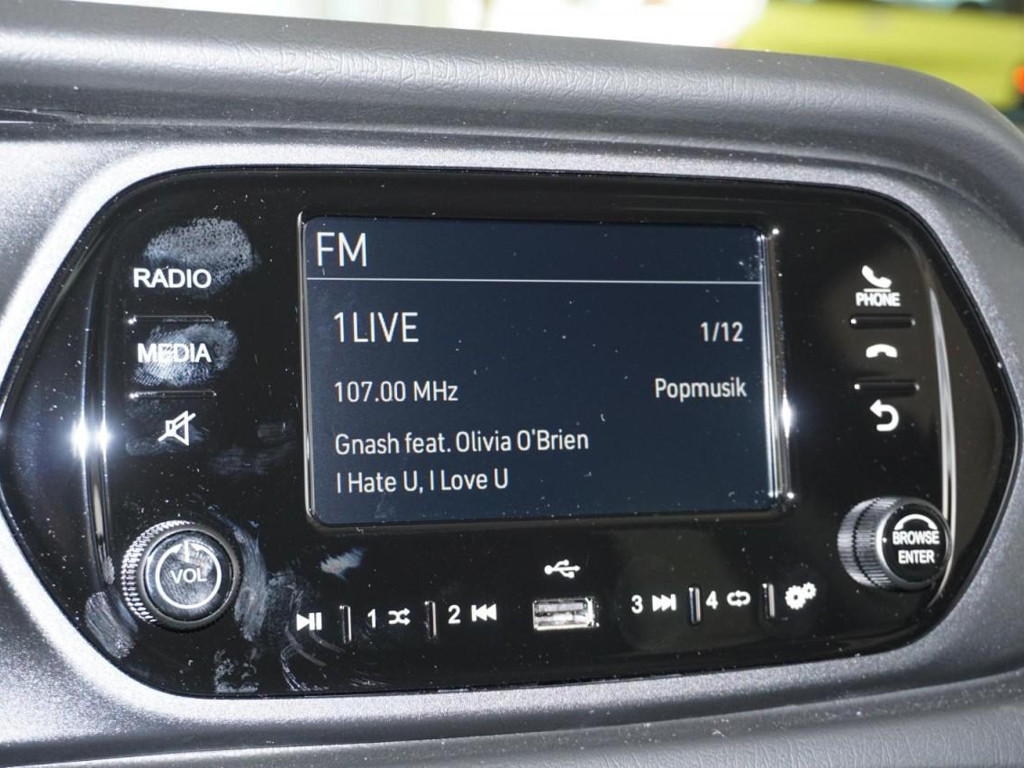 FM
1LIVE 1/12
107.00 MHz Popmusik
Gnash feat. Olivia O'Brien
I Hate U, I Love U
RADIO
MEDIA
VOL
PHONE
BROWSE
ENTER
1 2 3 4